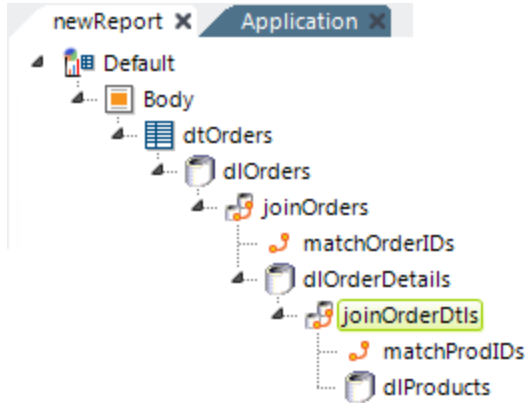 newReport Application
Default
Body
dtOrders
dlOrders
joinOrders
matchOrderIDs
dlOrderDetails
joinOrderDtls
matchProdIDs
dlProducts